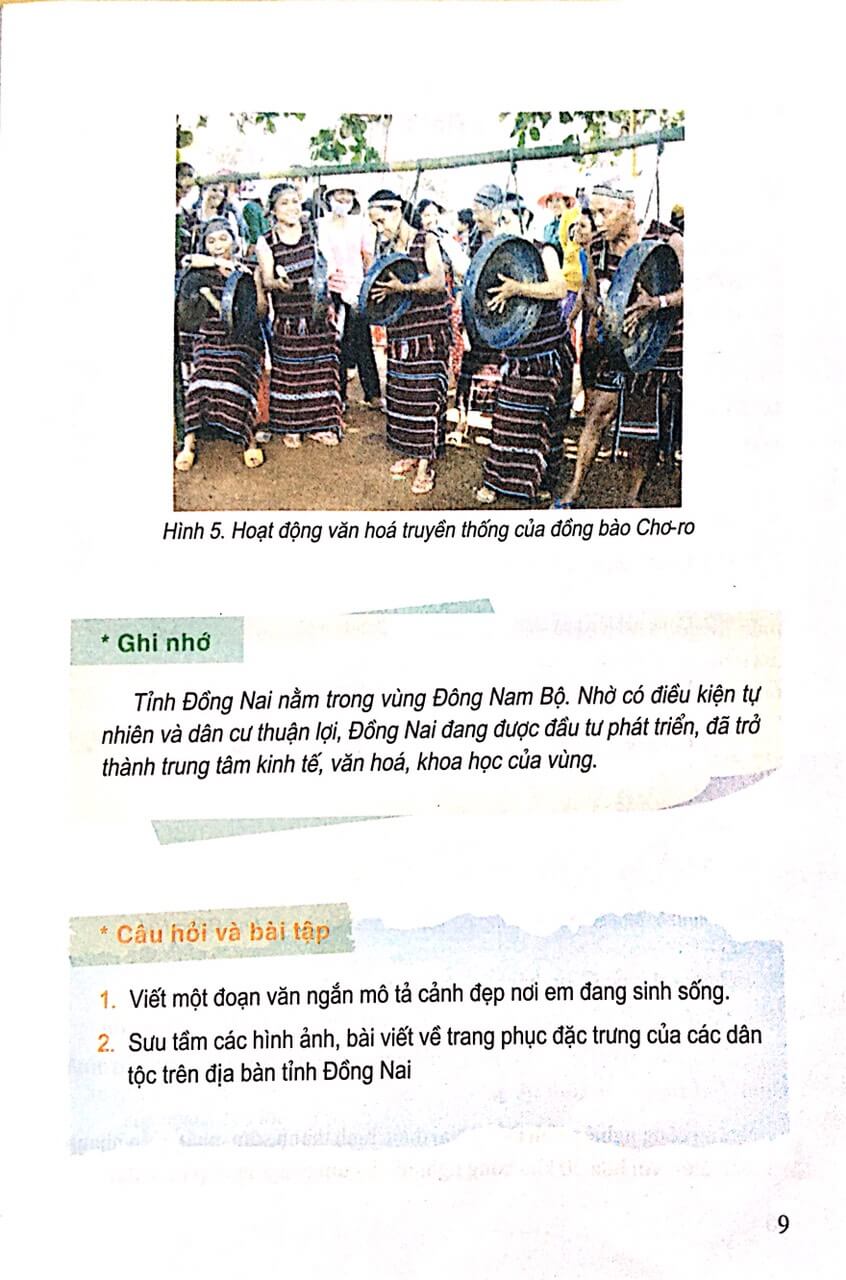 Hình 5. Hoạt động văn hoá truyền thống của đồng bào Chơ-ro
* Ghi nhớ
Tỉnh Đồng Nai nằm trong vùng Đông Nam Bộ. Nhờ có điều kiện tự
nhiên và dân cư thuận lợi, Đồng Nai đang được đầu tư phát triển, đã trở
thành trung tâm kinh tế, văn hoá, khoa học của vùng.
* Câu hỏi và bài tập
1. Viết một đoạn văn ngắn mô tả cảnh đẹp nơi em đang sinh sống.
2. Sưu tầm các hình ảnh, bài viết về trang phục đặc trưng của các dân
tộc trên địa bàn tỉnh Đồng Nai
9